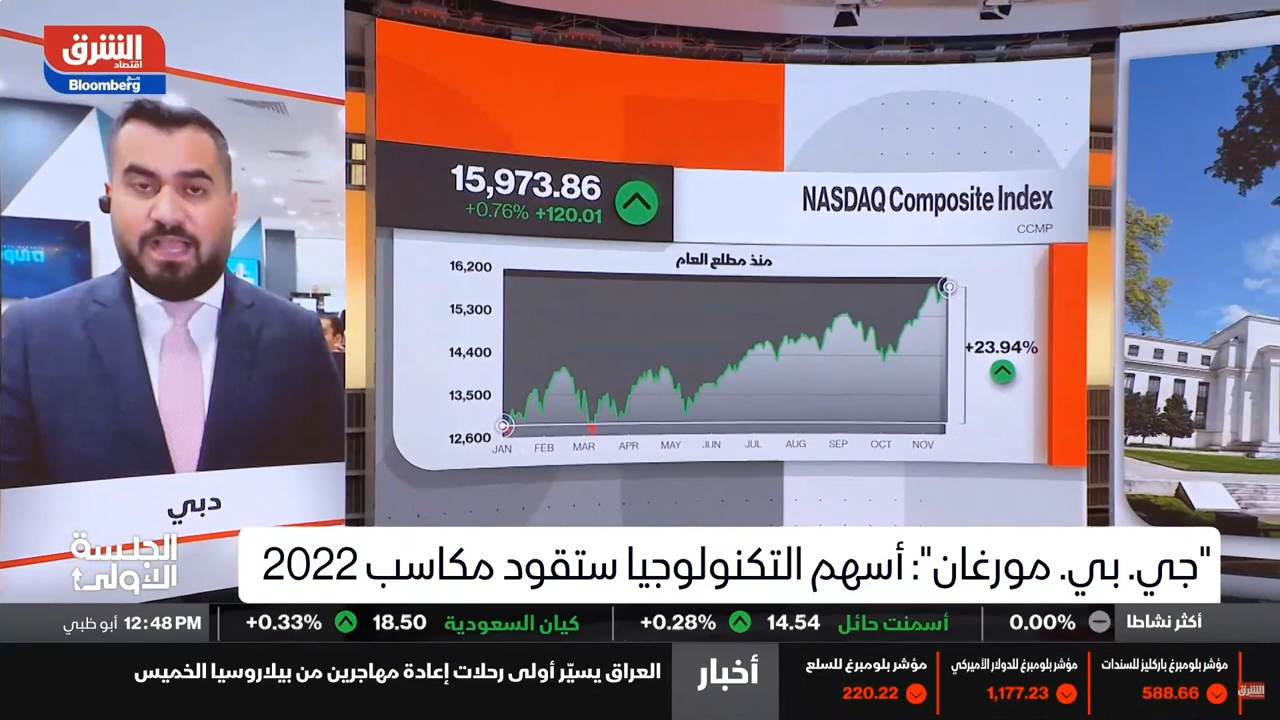 الشرق
اقتصاد
مع
Bloomberg
15,973.86
+0.76% +120.01
NASDAQ Composite Index
CCMP
منذ مطلع العام
16,200
15,300
14,400
13,500
12,600
+23.94%
JAN FEB MAR APR MAY JUN JUL AUG SEP OCT NOV
دبي
الجلسة
الأولى
"جي. بي. مورغان": أسهم التكنولوجيا ستقود مكاسب 2022
أكثر نشاطا 0.00% أسمنت حائل 14.54 +0.28% كيان السعودية 18.50 +0.33%
12:48 PM أبو ظبي
مؤشر بلومبرغ باركليز للسندات
588.66
مؤشر بلومبرغ للدولار الأميركي
1,177.23
مؤشر بلومبرغ للسلع
220.22
أخبار
العراق يسيّر أولى رحلات إعادة مهاجرين من بيلاروسيا الخميس
الشرق